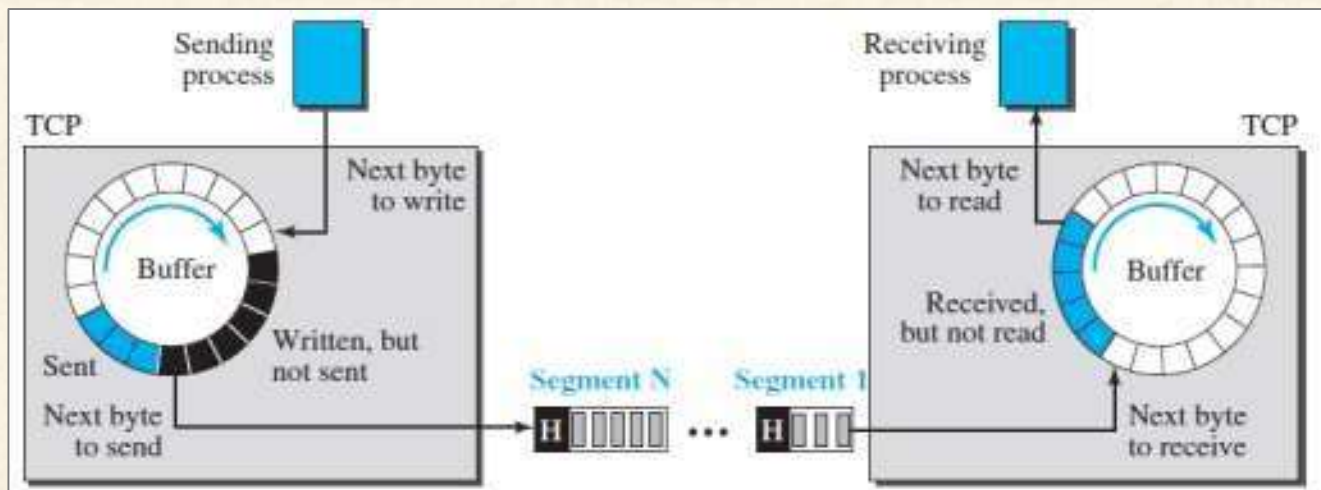 Sending
process
Receiving
process
TCP
TCP
Next byte
to write
Next byte
to read
Buffer
Buffer
Received,
but not read
Written, but
not sent
Sent
Segment N
Segment 1
Next byte
to send
H
...
H
Next byte
to receive